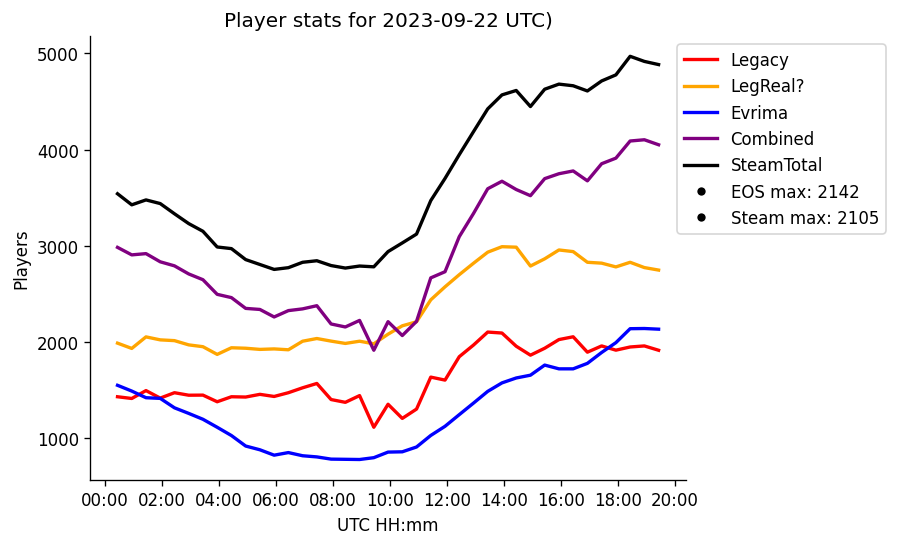 Player stats for 2023-09-22 UTC)
5000
4000
3000
2000
1000
Players
00:00 02:00 04:00 06:00 08:00 10:00 12:00 14:00 16:00 18:00 20:00
UTC HH:mm
Legacy
LegReal?
Evrima
Combined
SteamTotal
EOS max: 2142
Steam max: 2105